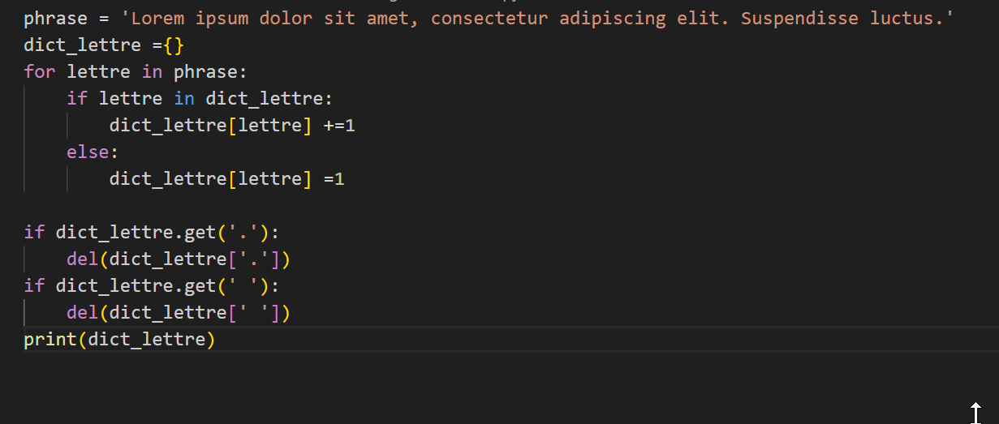 phrase = 'Lorem ipsum dolor sit amet, consectetur adipiscing elit. Suspendisse luctus.'
dict_lettre ={}
for lettre in phrase:
    if lettre in dict_lettre:
        dict_lettre[lettre] +=1
    else:
        dict_lettre[lettre] =1

if dict_lettre.get('.'):
    del(dict_lettre['.'])
if dict_lettre.get(' '):
    del(dict_lettre[' '])
print(dict_lettre)